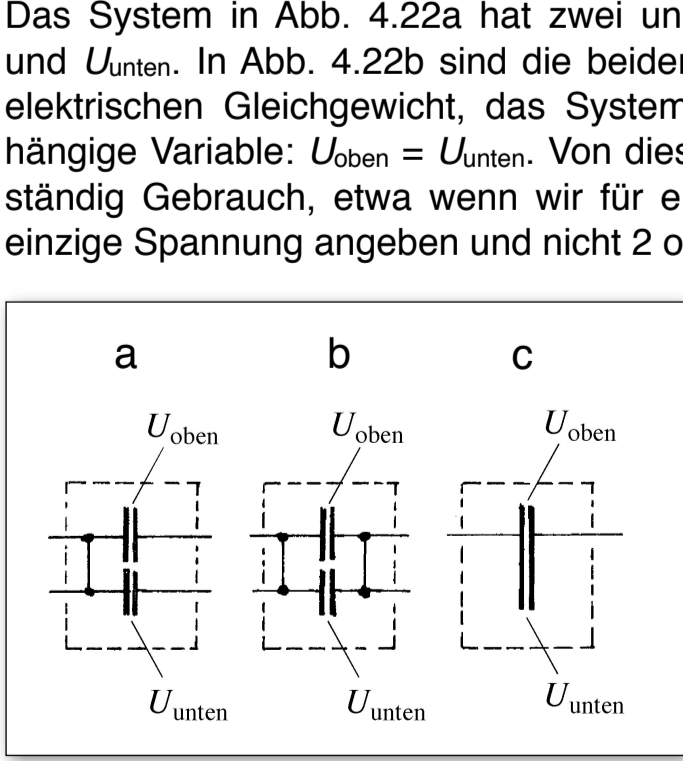 Das System in Abb. 4.22a hat zwei un
und Uunten. In Abb. 4.22b sind die beider
elektrischen Gleichgewicht, das System
hängige Variable: Uoben = Uunten. Von dies
ständig Gebrauch, etwa wenn wir für e
einzige Spannung angeben und nicht 2 o
a b c
Uoben Uoben Uoben
Uunten Uunten Uunten